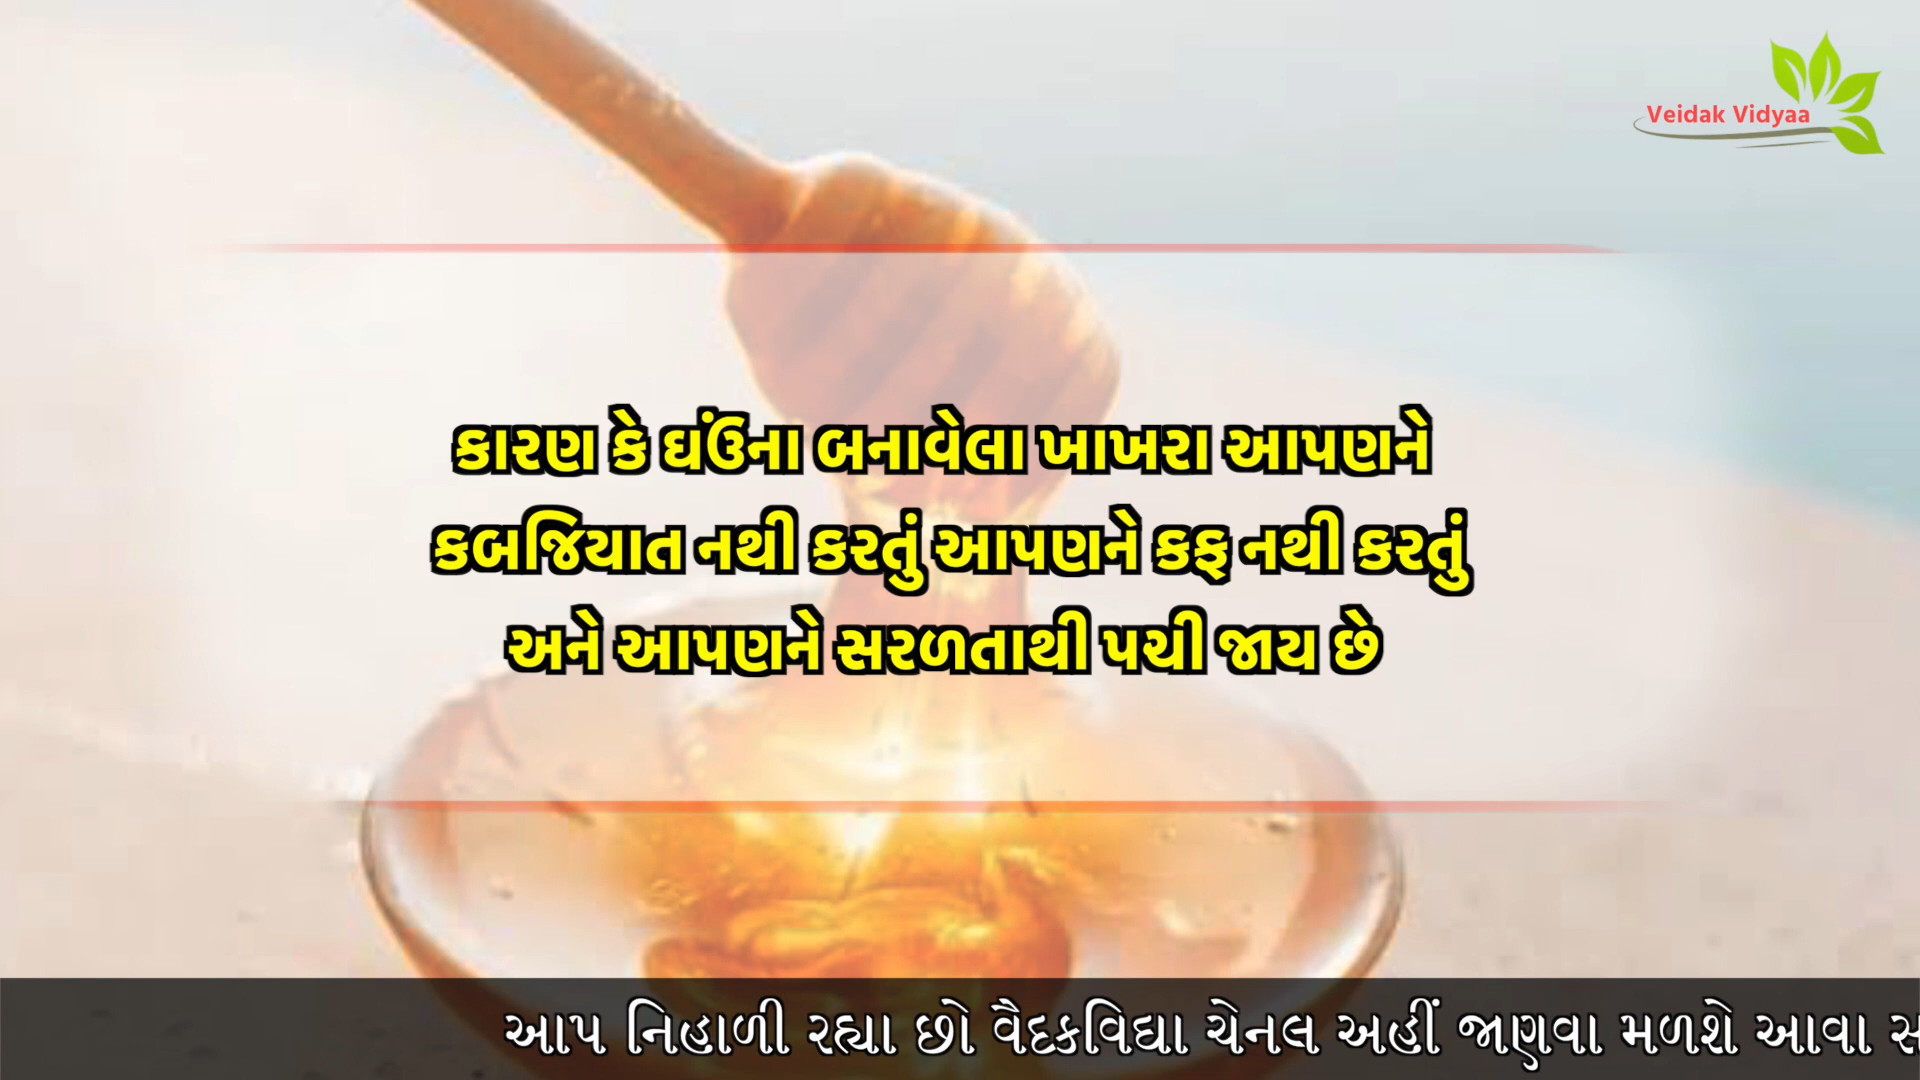 Veidak Vidyaa
કારણ કે ઘઉંના બનાવેલા ખાખરા આપણને
કબજિયાત નથી કરતું આપણને કફ નથી કરતું
અને આપણને સરળતાથી પચી જાય છે
આપ નિહાળી રહ્યા છો વૈદકવિદ્યા ચેનલ અહીં જાણવા મળશે આવા